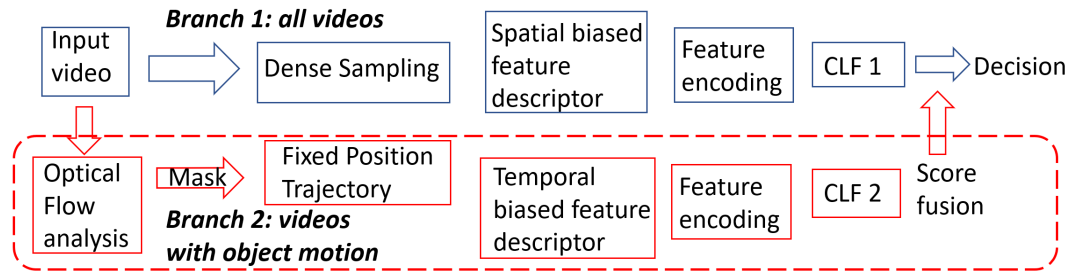 Branch 1: all videos
Input
video
Dense Sampling
Spatial biased
feature
descriptor
Feature
encoding
CLF 1
Decision
Optical
Flow
analysis
Mask
Fixed Position
Trajectory
Branch 2: videos
with object motion
Temporal
biased feature
descriptor
Feature
encoding
CLF 2
Score
fusion